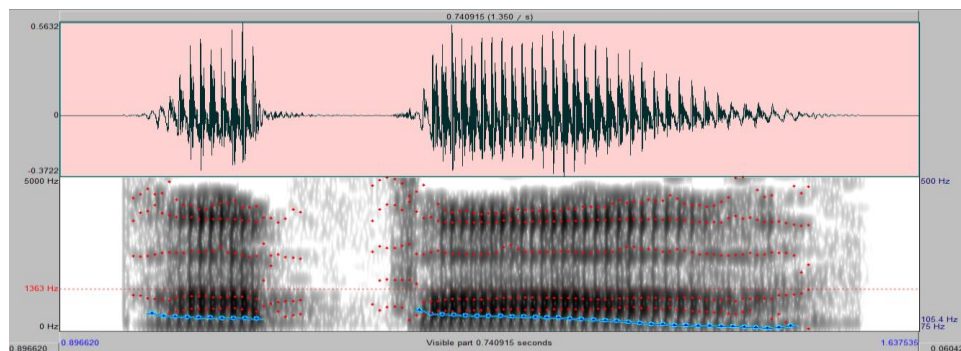 0.740915 (1.350 / s)
0.5632
0
-0.3722
5000 Hz 500 Hz
1363 Hz
105.4 Hz
0 Hz 75 Hz
0.896620 Visible part 0.740915 seconds 1.637535
0.896620 0.06042